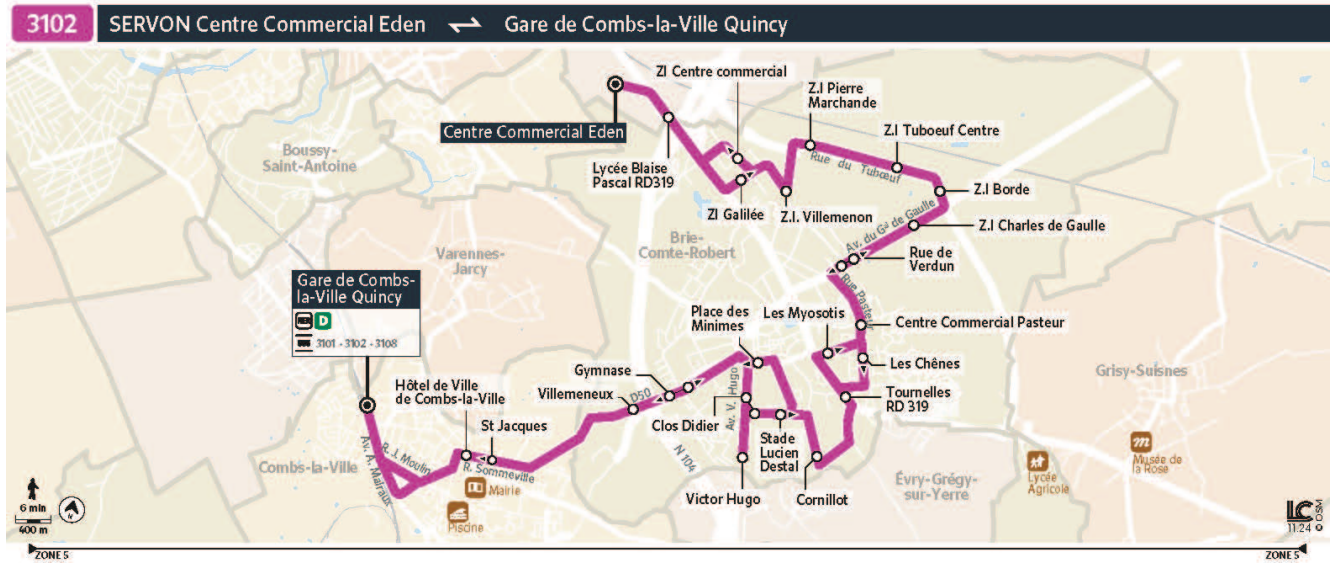 3102 SERVON Centre Commercial Eden ⇌ Gare de Combs-la-Ville Quincy
ZI Centre commercial
Z.I Pierre
Marchande
Centre Commercial Eden
Z.I Tuboeuf Centre
Boussy-
Saint-Antoine
Lycée Blaise
Pascal RD319
Rue du Tubœuf
Z.I Borde
ZI Galilée
Z.I. Villemenon
Av. du Gal de Gaulle
Z.I Charles de Gaulle
Brie-
Comte-Robert
Varennes-
Jarcy
Rue de
Verdun
Gare de Combs-
la-Ville Quincy
RER D
3101 - 3102 - 3108
Rue Pasteur
Place des
Minimes
Les Myosotis
Centre Commercial Pasteur
Les Chênes
Grisy-Suisnes
Gymnase
Hôtel de Ville
de Combs-la-Ville
Villemeneux
D50
Av. V. Hugo
Tournelles
RD 319
Clos Didier
St Jacques
Stade
Lucien
Destal
N 104
R. J. Moulin
Av. A. Malraux
Combs-la-Ville
R. Sommeville
Mairie
Piscine
Victor Hugo
Cornillot
Évry-Grégy-
sur-Yerre
Lycée
Agricole
m
Musée de
la Rose
6 min
400 m
N
LC
11.24
© OSM
ZONE 5
ZONE 5